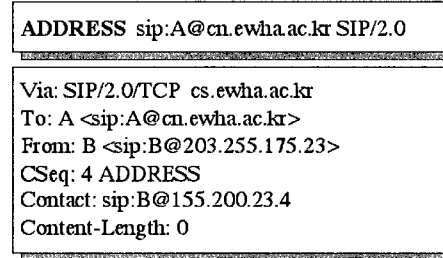 ADDRESS sip:A@cn.ewha.ac.kr SIP/2.0
Via: SIP/2.0/TCP cs.ewha.ac.kr
To: A <sip:A@cn.ewha.ac.kr>
From: B <sip:B@203.255.175.23>
CSeq: 4 ADDRESS
Contact: sip:B@155.200.23.4
Content-Length: 0